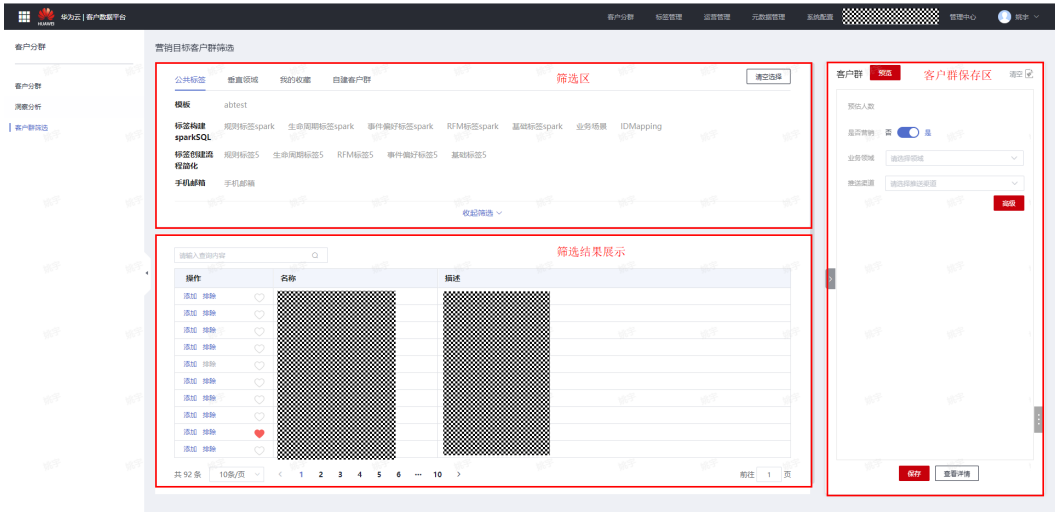 HUAWEI 华为云 | 客户数据平台 客户分群 标签管理 运营管理 元数据管理 系统配置 管理中心 姚宇
客户分群
客户分群
洞察分析
客户群筛选
营销目标客户群筛选
公共标签 垂直领域 我的收藏 自建客户群 筛选区 清空选择
模板 abtest
标签构建sparkSQL 规则标签spark 生命周期标签spark 事件偏好标签spark RFM标签spark 基础标签spark 业务场景 IDMapping
标签创建流程简化 规则标签5 生命周期标签5 RFM标签5 事件偏好标签5 基础标签5
手机邮箱 手机邮箱
收起筛选
请输入查询内容 筛选结果展示
操作 名称 描述
添加 排除
添加 排除
添加 排除
添加 排除
添加 排除
添加 排除
添加 排除
添加 排除
添加 排除
添加 排除
共 92 条 10条/页 < 1 2 3 4 5 6 ··· 10 > 前往 1 页
客户群 预览 客户群保存区 清空
预估人数
是否营销 否 是
业务领域 请选择领域
推送渠道 请选择推送渠道
高级
保存 查看详情